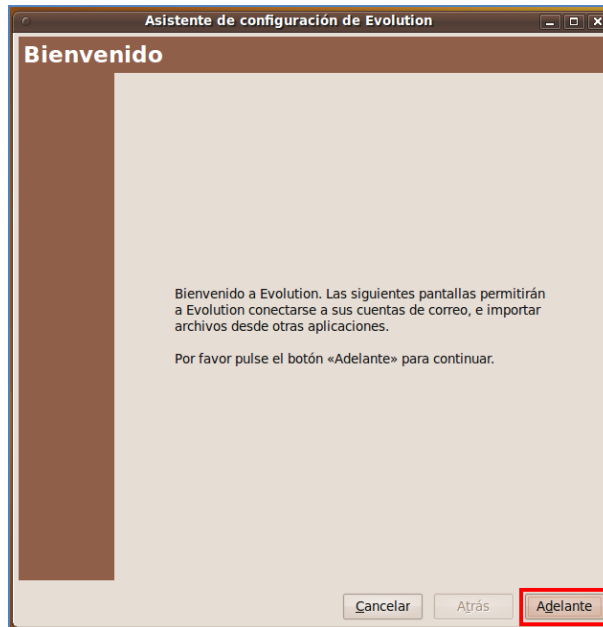 Asistente de configuración de Evolution
Bienvenido
Bienvenido a Evolution. Las siguientes pantallas permitirán
a Evolution conectarse a sus cuentas de correo, e importar
archivos desde otras aplicaciones.
Por favor pulse el botón «Adelante» para continuar.
Cancelar Atrás Adelante